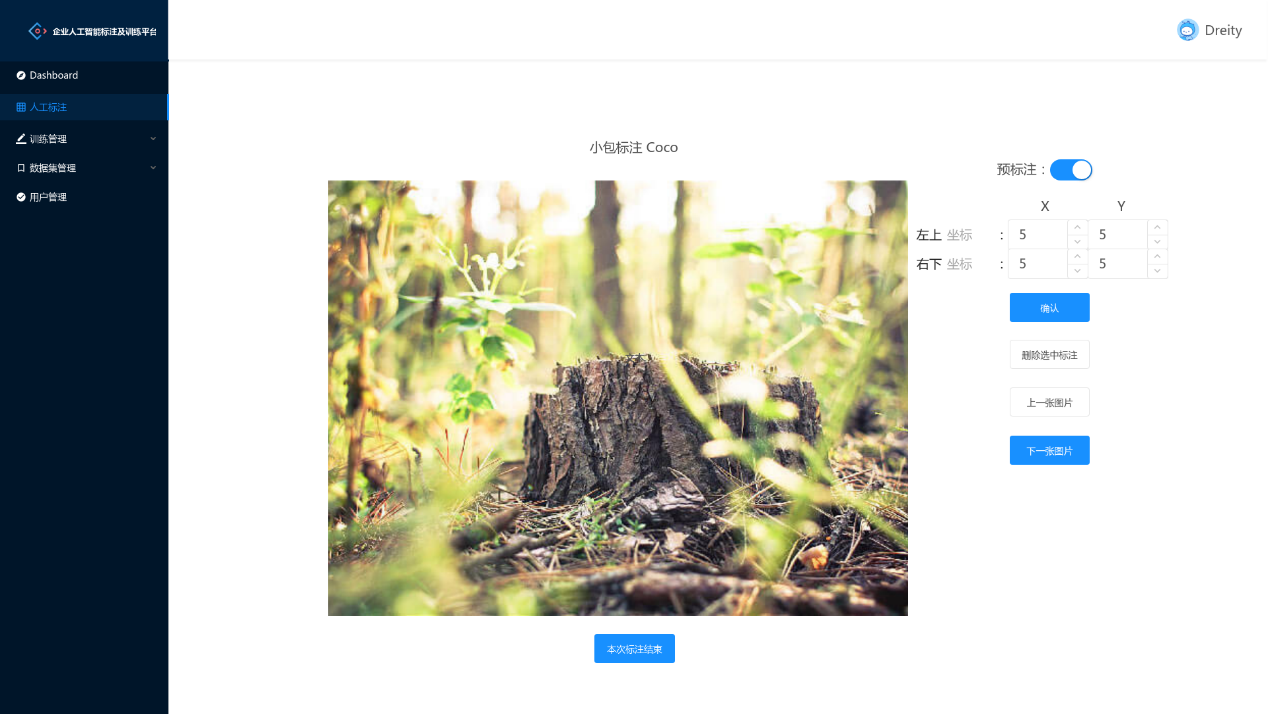 企业人工智能标注及训练平台
Dreity
Dashboard
人工标注
训练管理
数据集管理
用户管理
小包标注 Coco
预标注：
X Y
左上 坐标 ： 5 5
右下 坐标 ： 5 5
确认
删除选中标注
上一张图片
下一张图片
本次标注结束